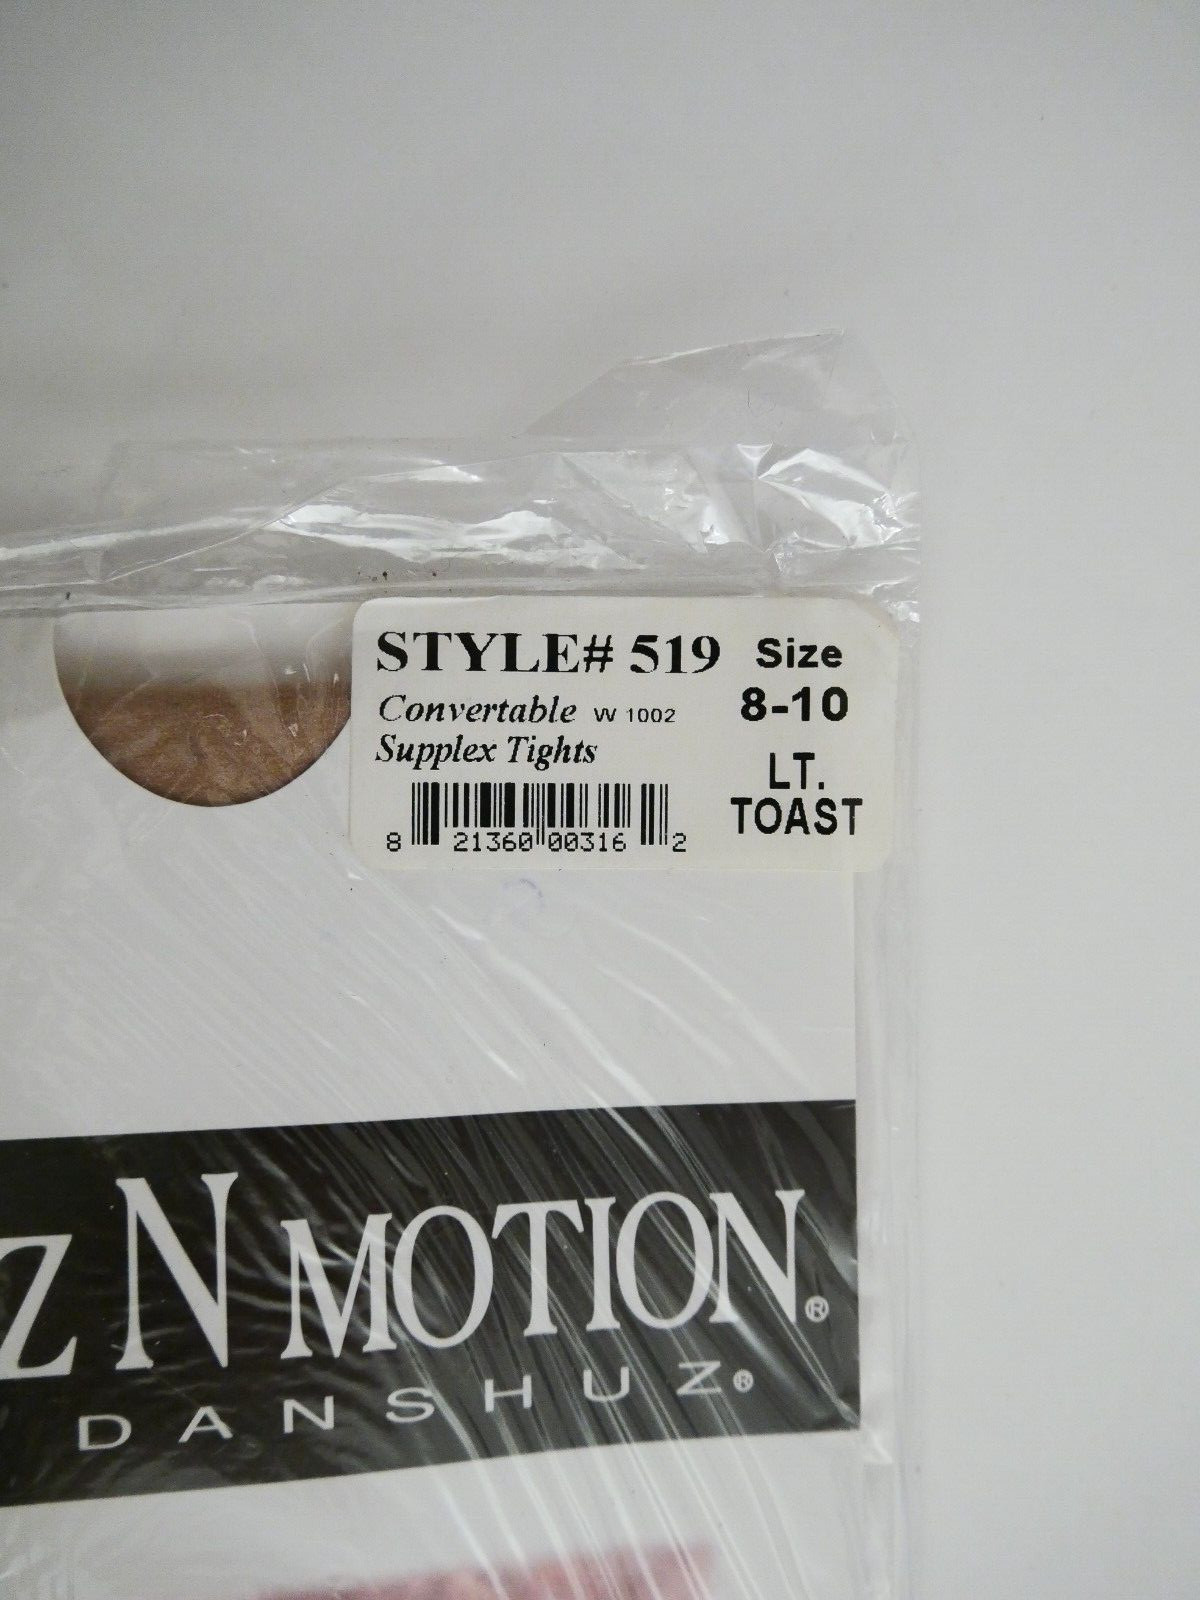 STYLE# 519 Size
Convertable W 1002 8-10
Supplex Tights LT.
TOAST
8 21360 00316 2
Z N MOTION®
DANSHUZ®